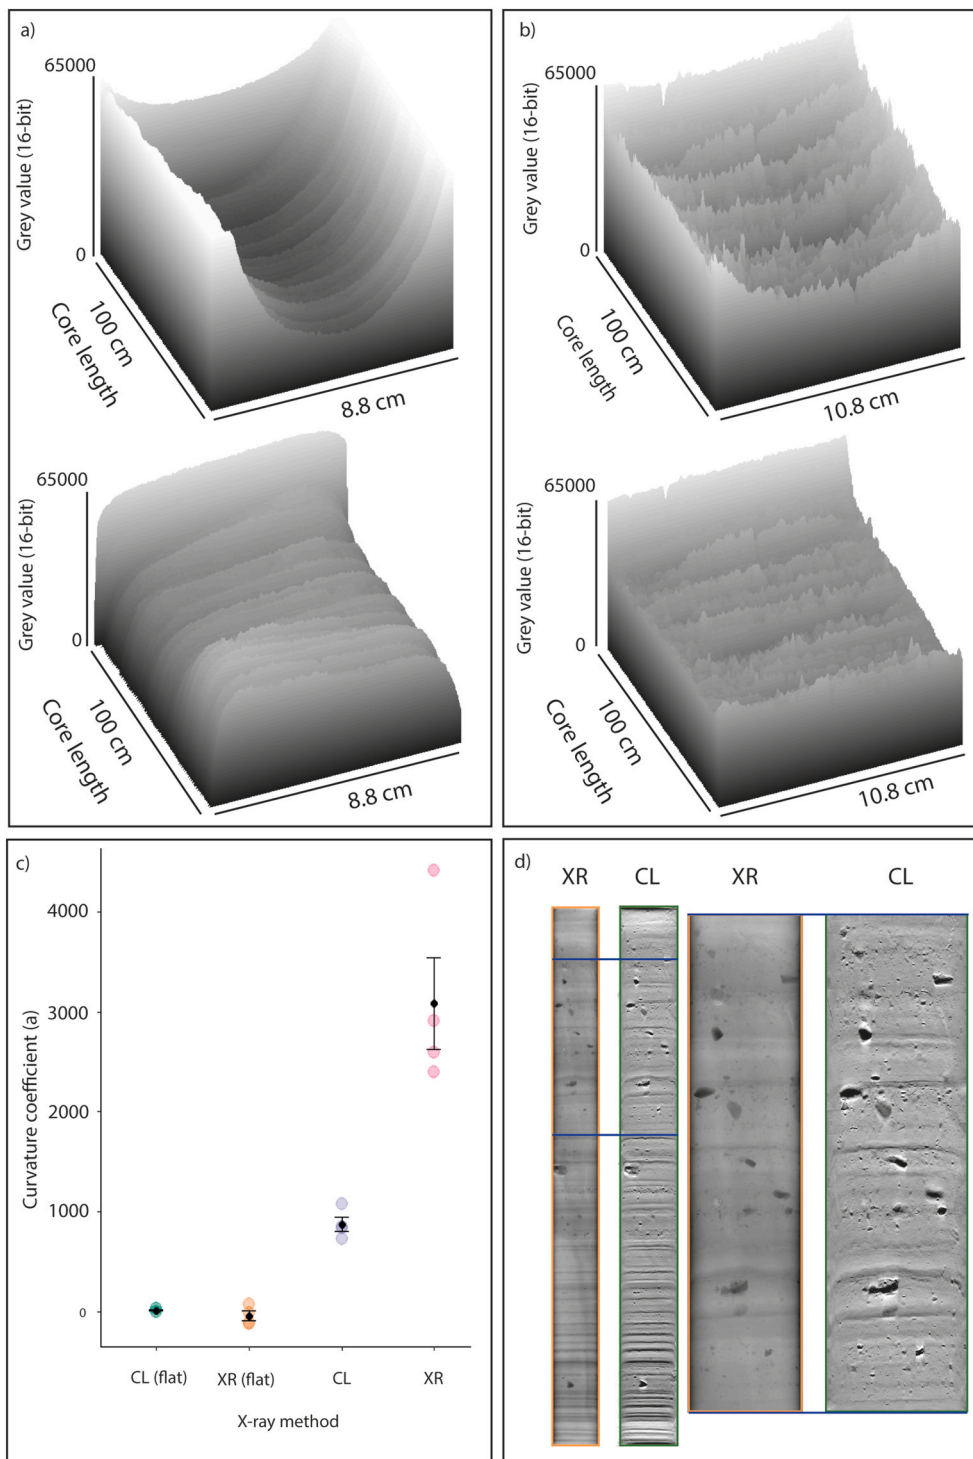 a)
65000
Grey value (16-bit)
0
100 cm
Core length
8.8 cm
65000
Grey value (16-bit)
0
100 cm
Core length
8.8 cm
b)
65000
Grey value (16-bit)
0
100 cm
Core length
10.8 cm
65000
Grey value (16-bit)
0
100 cm
Core length
10.8 cm
c)
Curvature coefficient (a)
4000
3000
2000
1000
0
CL (flat) XR (flat) CL XR
X-ray method
d)
XR CL XR CL